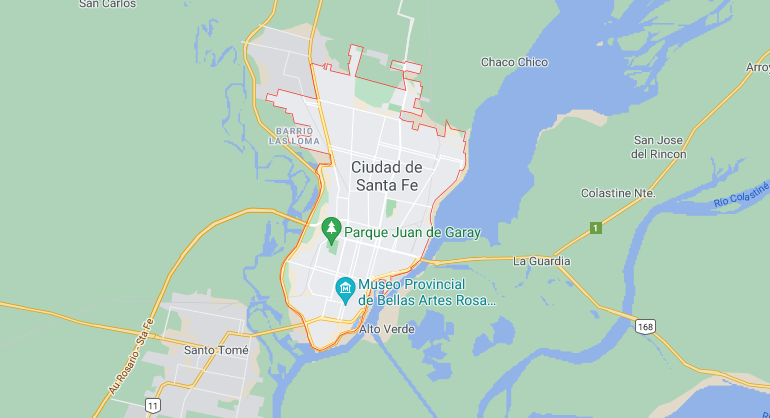 San Carlos
Chaco Chico
Arroy
BARRIO
LAS LOMA
San Jose
del Rincon
Ciudad de
Santa Fe
Colastine Nte.
Río Colastiné
1
Parque Juan de Garay
La Guardia
Museo Provincial
de Bellas Artes Rosa...
168
Alto Verde
Santo Tomé
Au. Rosario - Sta Fe
11